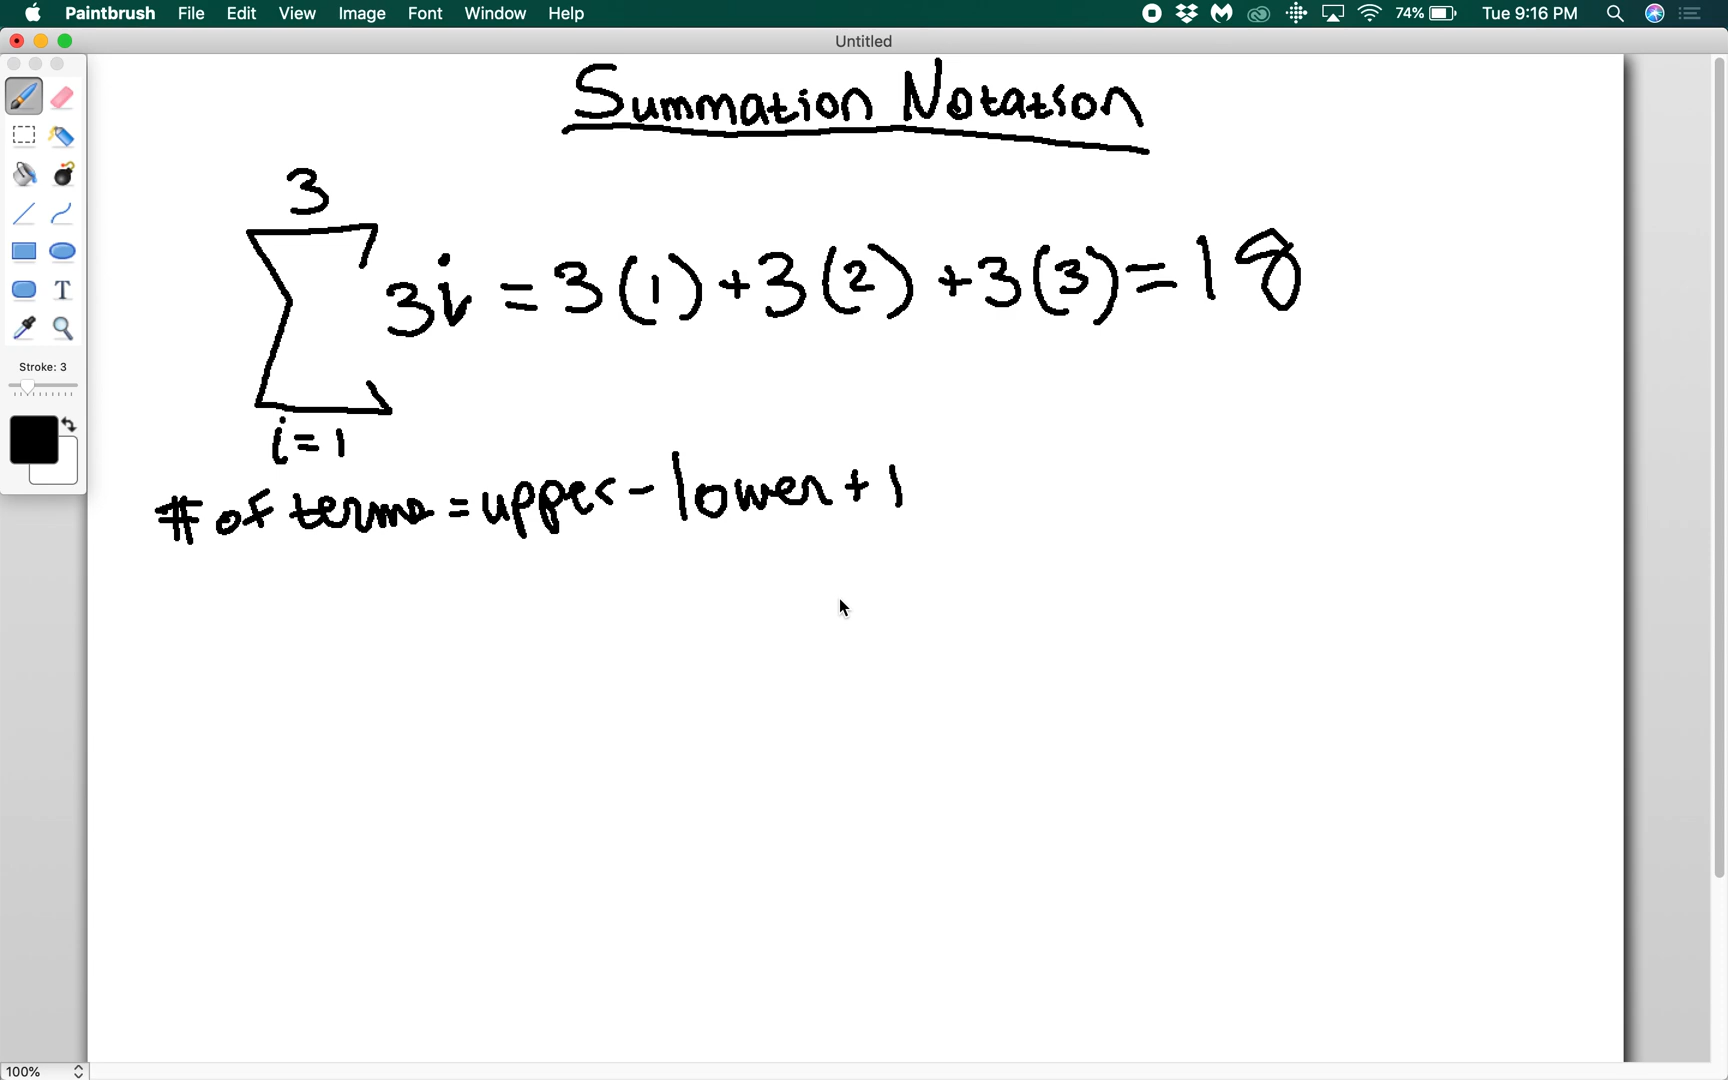 Paintbrush File Edit View Image Font Window Help 74% Tue 9:16 PM
Untitled
Summation Notation
3
∑ 3i = 3(1) + 3(2) + 3(3) = 18
i = 1
# of terms = upper - lower + 1
T
Stroke: 3
100%